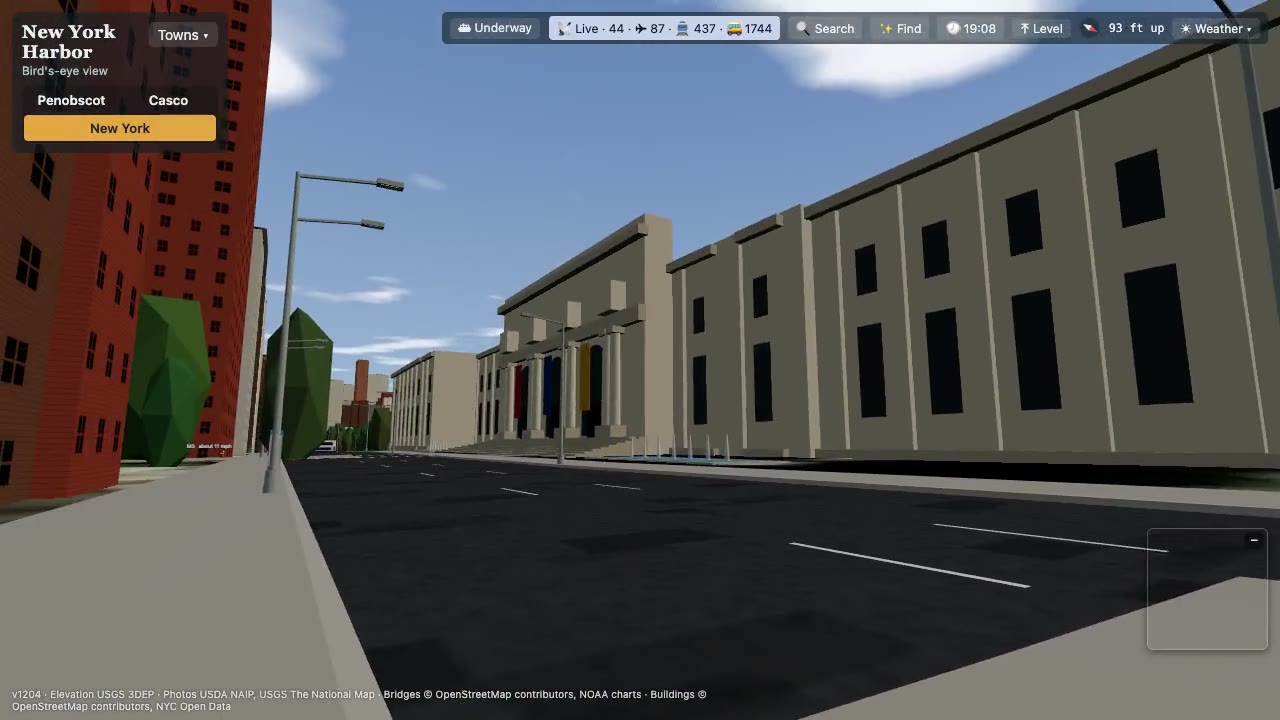 New York
Harbor
Towns ▾
Bird's-eye view
Penobscot Casco
New York
Underway
Live · 44 · 87 · 437 · 1744
Search
Find
19:08
Level
93 ft up
Weather ▾
v1204 · Elevation USGS 3DEP · Photos USDA NAIP, USGS The National Map · Bridges © OpenStreetMap contributors, NOAA charts · Buildings ©
OpenStreetMap contributors, NYC Open Data